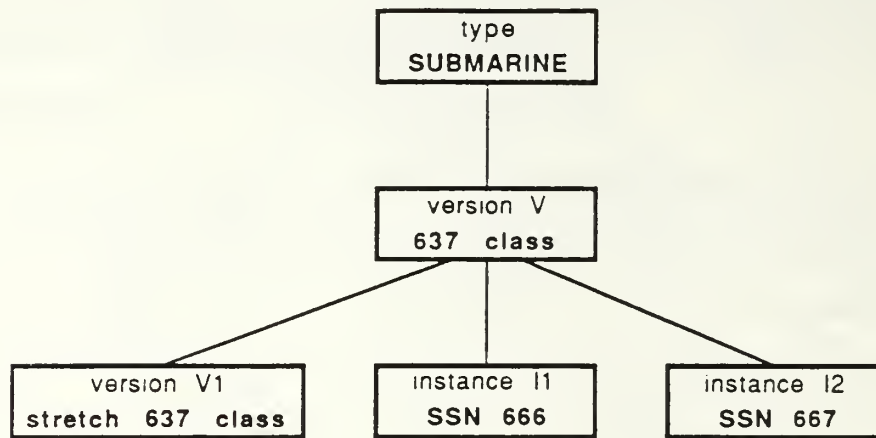 type
SUBMARINE
version V
637 class
version V1
stretch 637 class
instance I1
SSN 666
instance I2
SSN 667